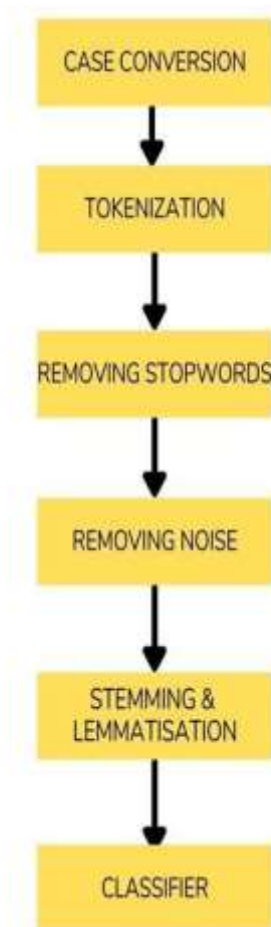 CASE CONVERSION
TOKENIZATION
REMOVING STOPWORDS
REMOVING NOISE
STEMMING &
LEMMATISATION
CLASSIFIER